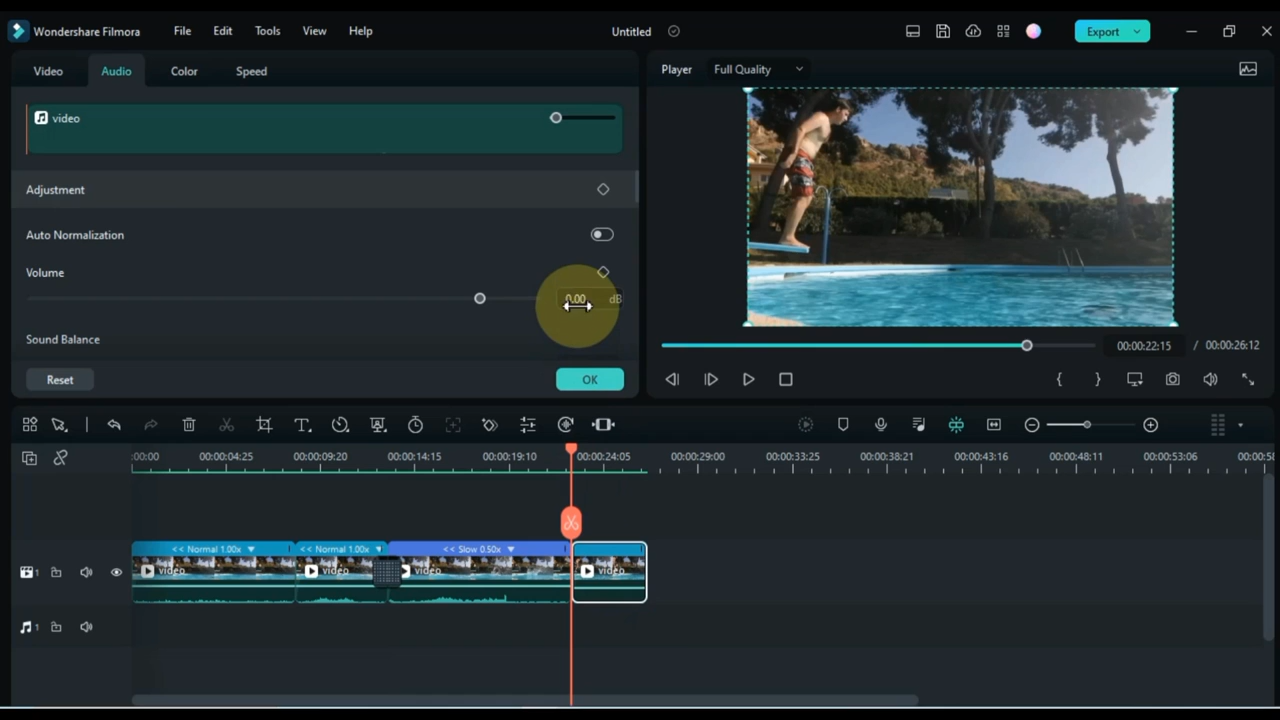 Wondershare Filmora File Edit Tools View Help Untitled Export
Video Audio Color Speed
Player Full Quality
video
Adjustment
Auto Normalization
Volume
0.00 dB
Sound Balance
Reset OK
00:00:22:15 / 00:00:26:12
:00:00 00:00:04:25 00:00:09:20 00:00:14:15 00:00:19:10 00:00:24:05 00:00:29:00 00:00:33:25 00:00:38:21 00:00:43:16 00:00:48:11 00:00:53:06 00:00:58
<< Normal 1.00x << Normal 1.00x << Slow 0.50x
1 video video video video
1